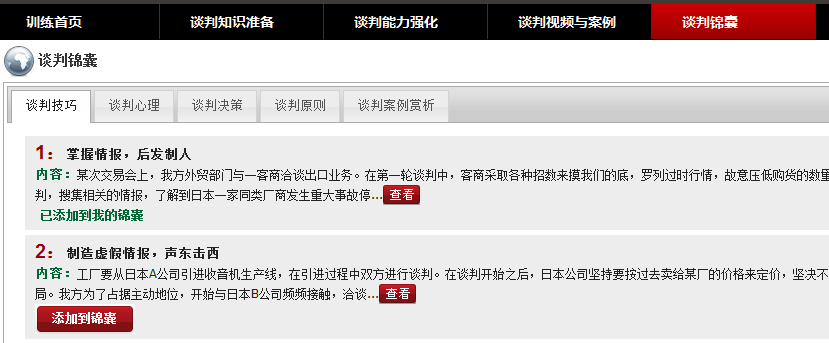 训练首页 谈判知识准备 谈判能力强化 谈判视频与案例 谈判锦囊
谈判锦囊
谈判技巧 谈判心理 谈判决策 谈判原则 谈判案例赏析
1： 掌握情报，后发制人
内容：某次交易会上，我方外贸部门与一客商洽谈出口业务。在第一轮谈判中，客商采取各种招数来摸我们的底，罗列过时行情，故意压低购货的数量
判，搜集相关的情报，了解到日本一家同类厂商发生重大事故停...查看
已添加到我的锦囊
2： 制造虚假情报，声东击西
内容：工厂要从日本A公司引进收音机生产线，在引进过程中双方进行谈判。在谈判开始之后，日本公司坚持要按过去卖给某厂的价格来定价，坚决不
局。我方为了占据主动地位，开始与日本B公司频频接触，洽谈...查看
添加到锦囊